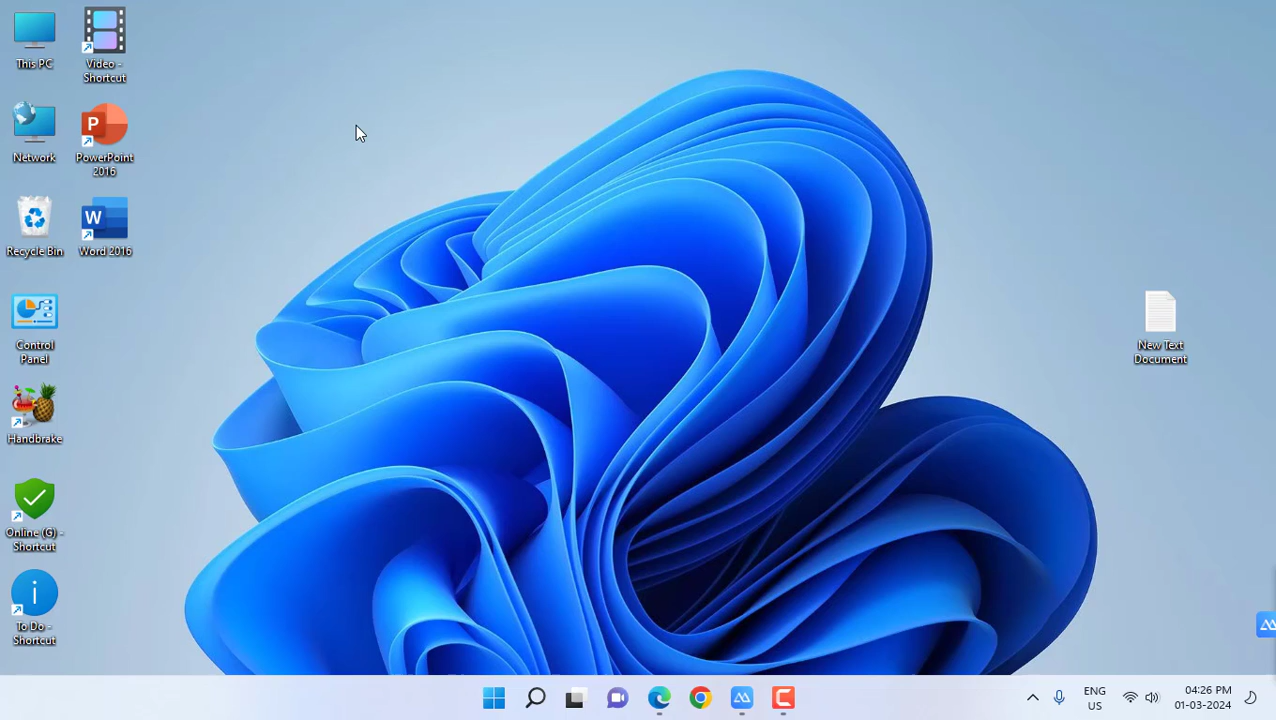 This PC
Video -
Shortcut
Network
PowerPoint
2016
Recycle Bin
Word 2016
Control
Panel
Handbrake
Online (G) -
Shortcut
To Do -
Shortcut
New Text
Document
ENG
US
04:26 PM
01-03-2024